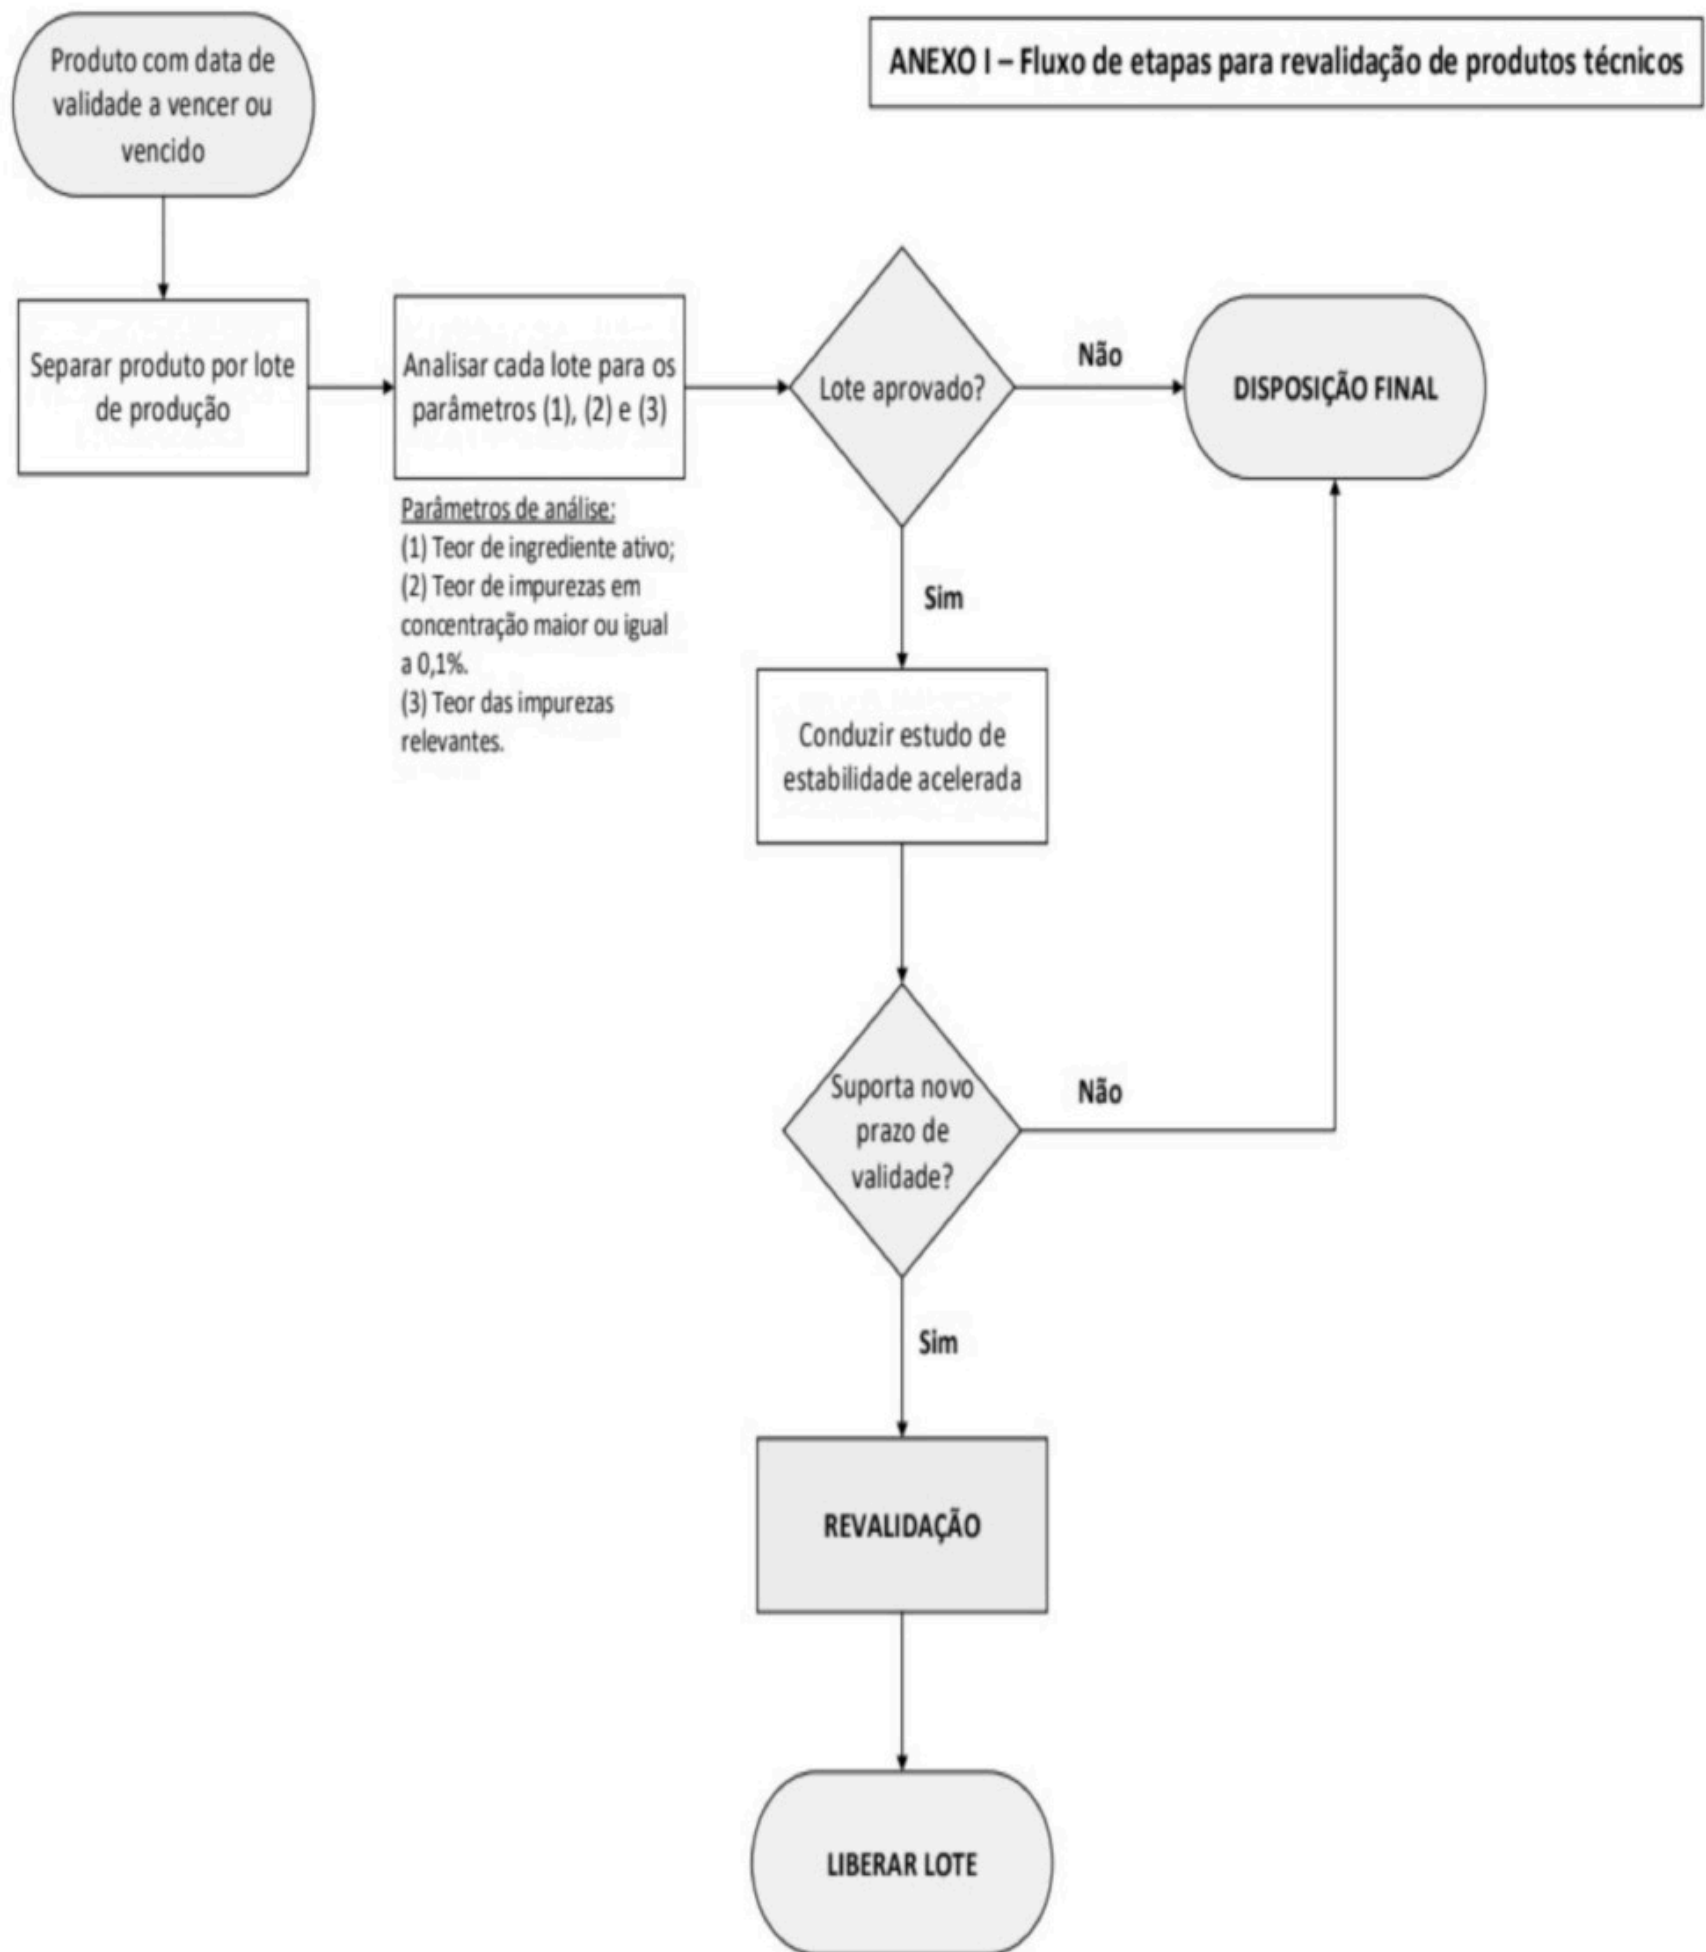 ANEXO I – Fluxo de etapas para revalidação de produtos técnicos
Produto com data de
validade a vencer ou
vencido
Separar produto por lote
de produção
Analisar cada lote para os
parâmetros (1), (2) e (3)
Parâmetros de análise:
(1) Teor de ingrediente ativo;
(2) Teor de impurezas em
concentração maior ou igual
a 0,1%.
(3) Teor das impurezas
relevantes.
Lote aprovado?
Não
DISPOSIÇÃO FINAL
Sim
Conduzir estudo de
estabilidade acelerada
Suporta novo
prazo de
validade?
Não
Sim
REVALIDAÇÃO
LIBERAR LOTE